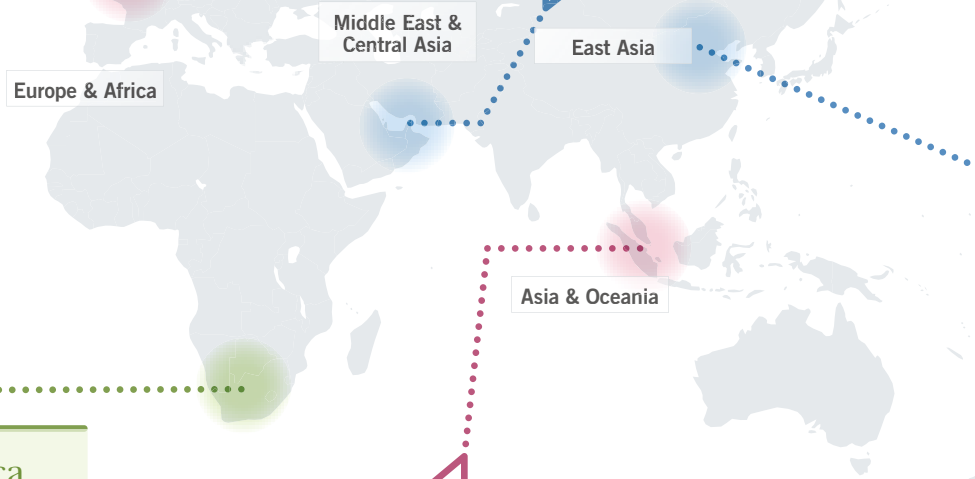 Middle East &
Central Asia
East Asia
Europe & Africa
Asia & Oceania